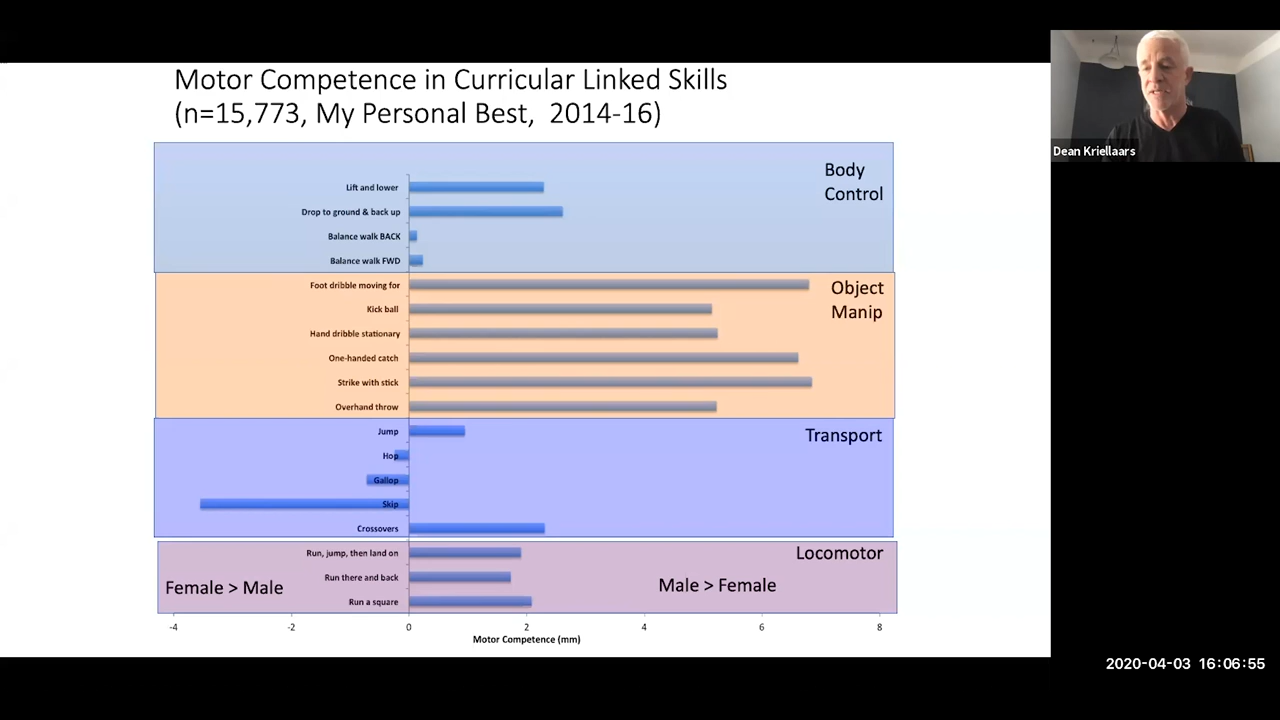 Motor Competence in Curricular Linked Skills
(n=15,773, My Personal Best, 2014-16)
Dean Kriellaars
Body
Control
Lift and lower
Drop to ground & back up
Balance walk BACK
Balance walk FWD
Object
Manip
Foot dribble moving for
Kick ball
Hand dribble stationary
One-handed catch
Strike with stick
Overhand throw
Transport
Jump
Hop
Gallop
Skip
Crossovers
Locomotor
Run, jump, then land on
Run there and back
Run a square
Female > Male
Male > Female
-4 -2 0 2 4 6 8
Motor Competence (mm)
2020-04-03 16:06:55